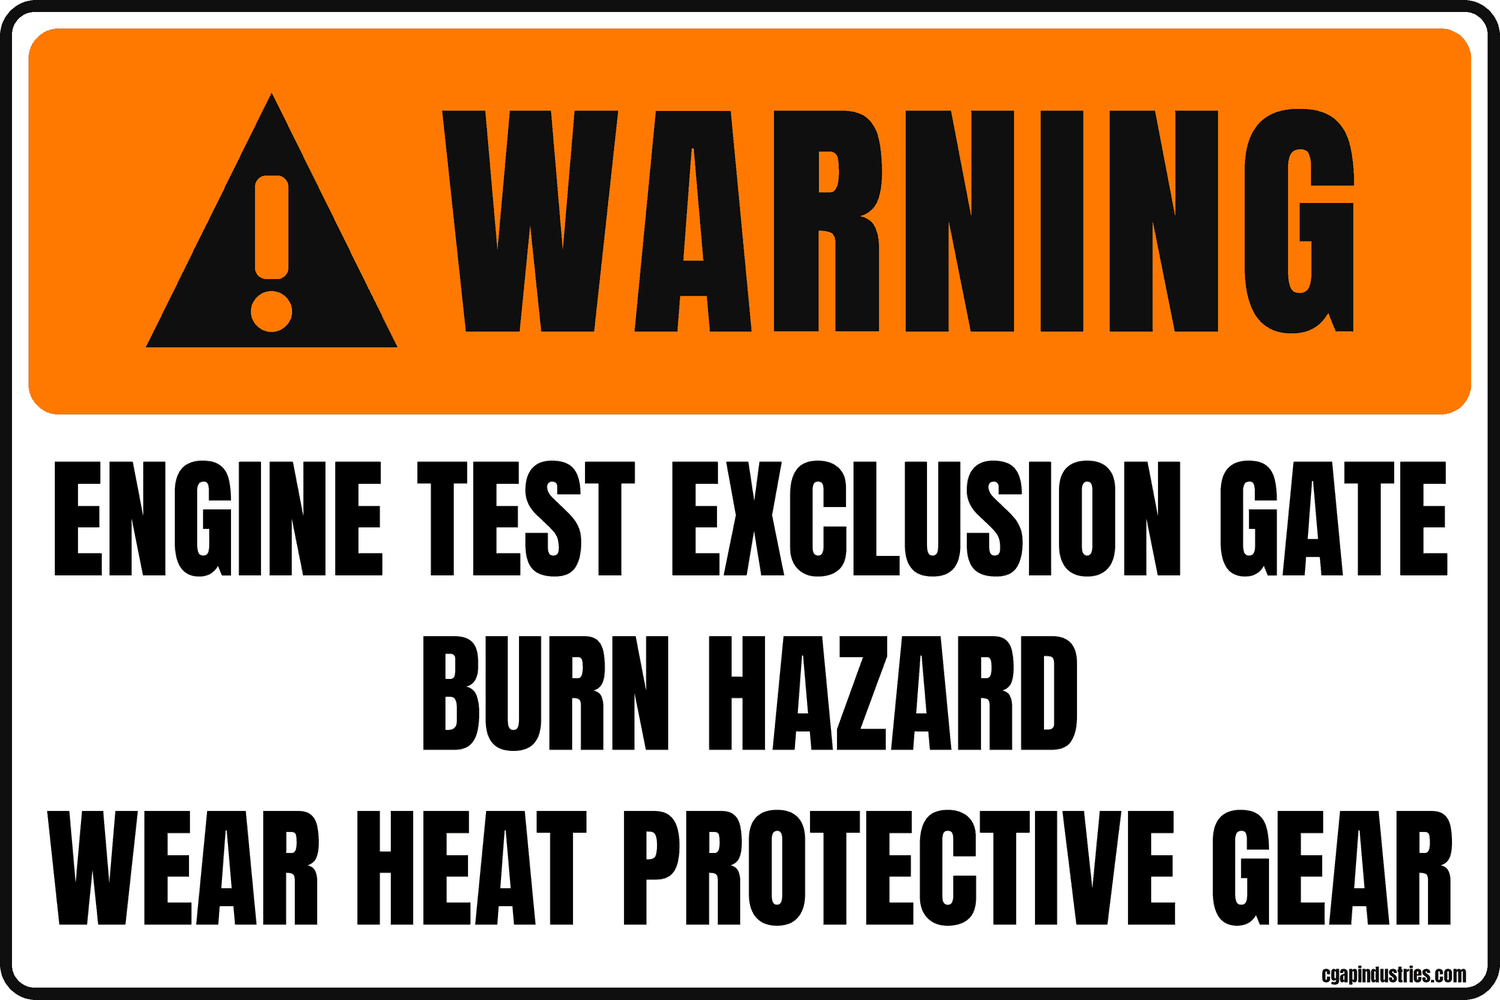 WARNING
ENGINE TEST EXCLUSION GATE
BURN HAZARD
WEAR HEAT PROTECTIVE GEAR
cgapindustries.com